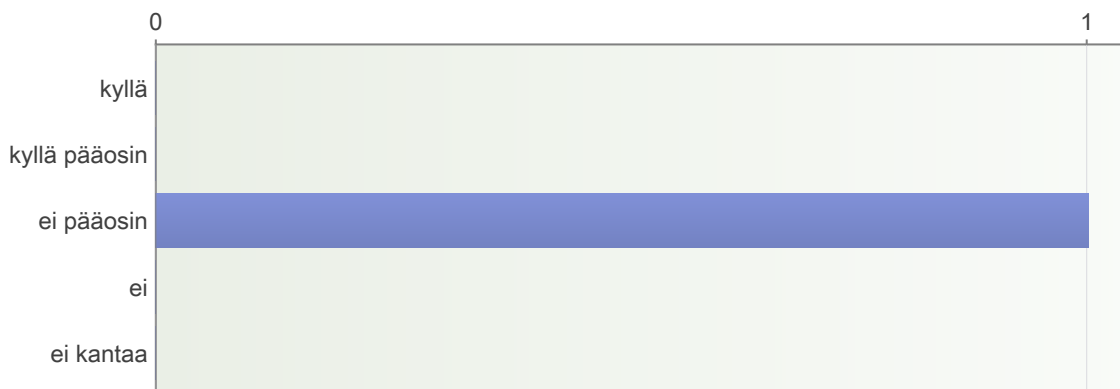 0 1
kyllä
kyllä pääosin
ei pääosin
ei
ei kantaa